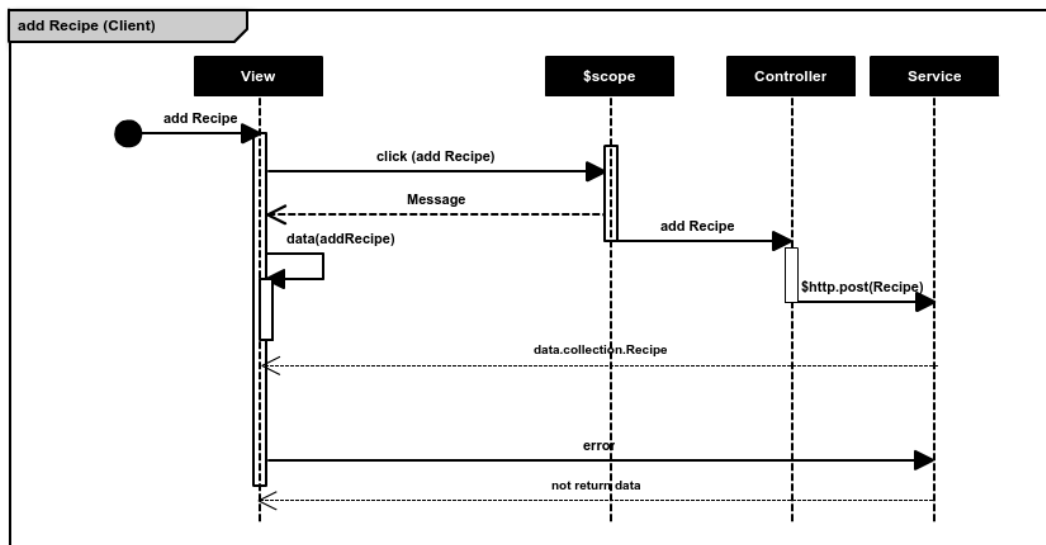 add Recipe (Client)
View
$scope
Controller
Service
add Recipe
click (add Recipe)
Message
add Recipe
data(addRecipe)
$http.post(Recipe)
data.collection.Recipe
error
not return data